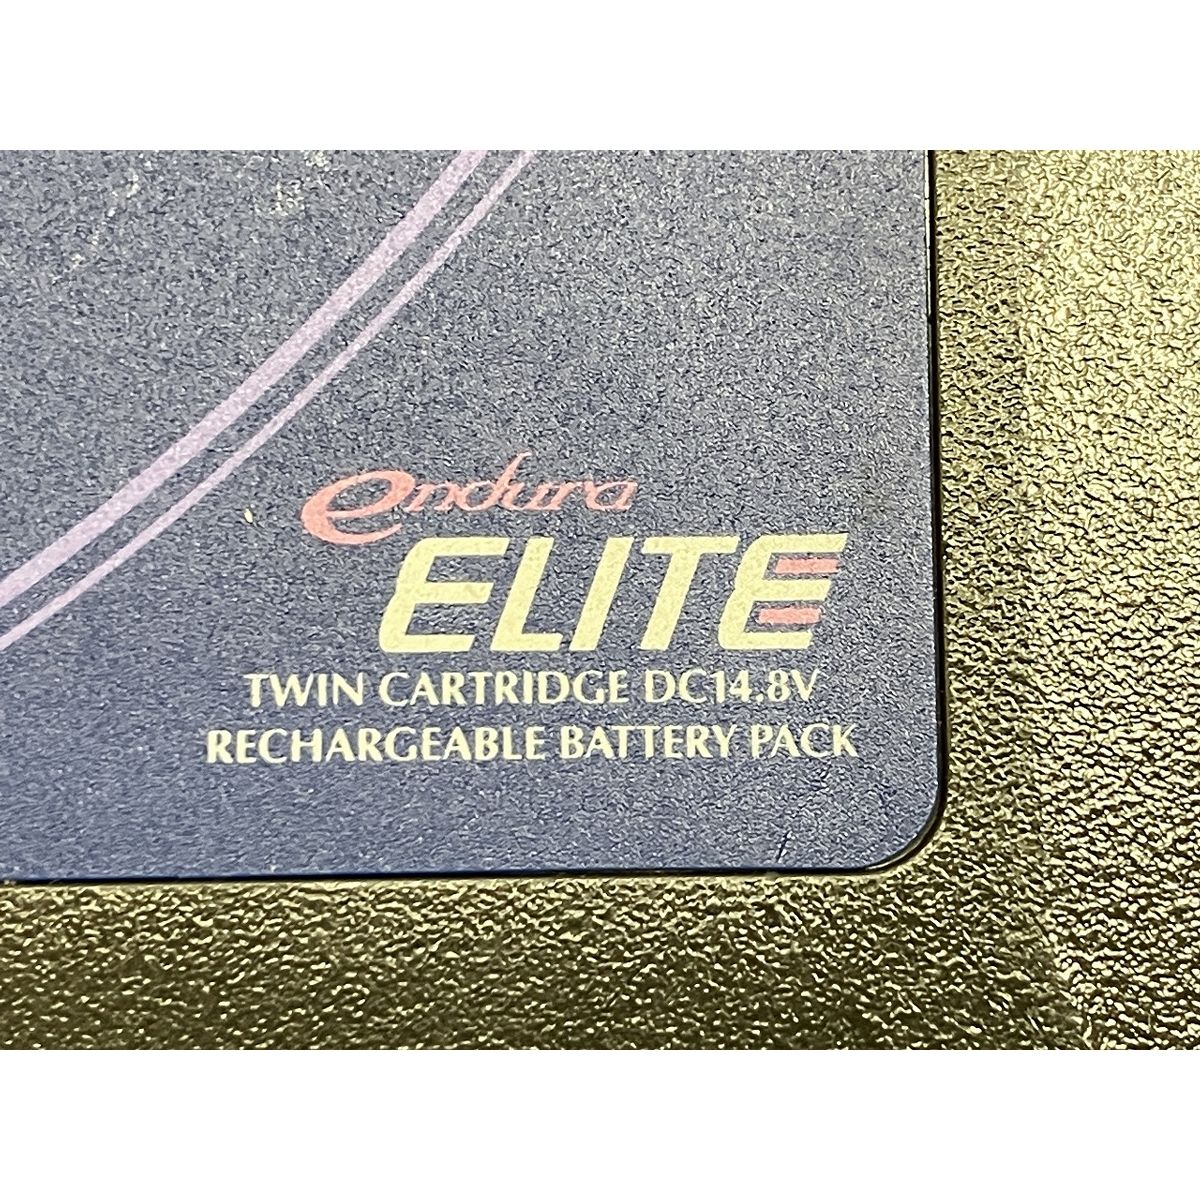 endura
ELITE
TWIN CARTRIDGE DC14.8V
RECHARGEABLE BATTERY PACK